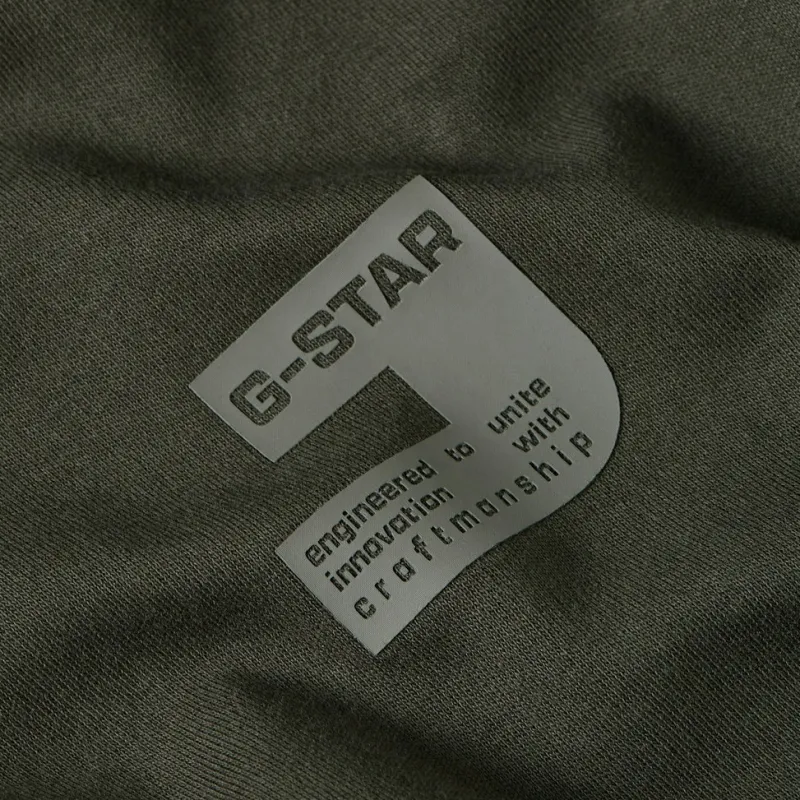 G-STAR
engineered to unite
innovation with
craftmanship